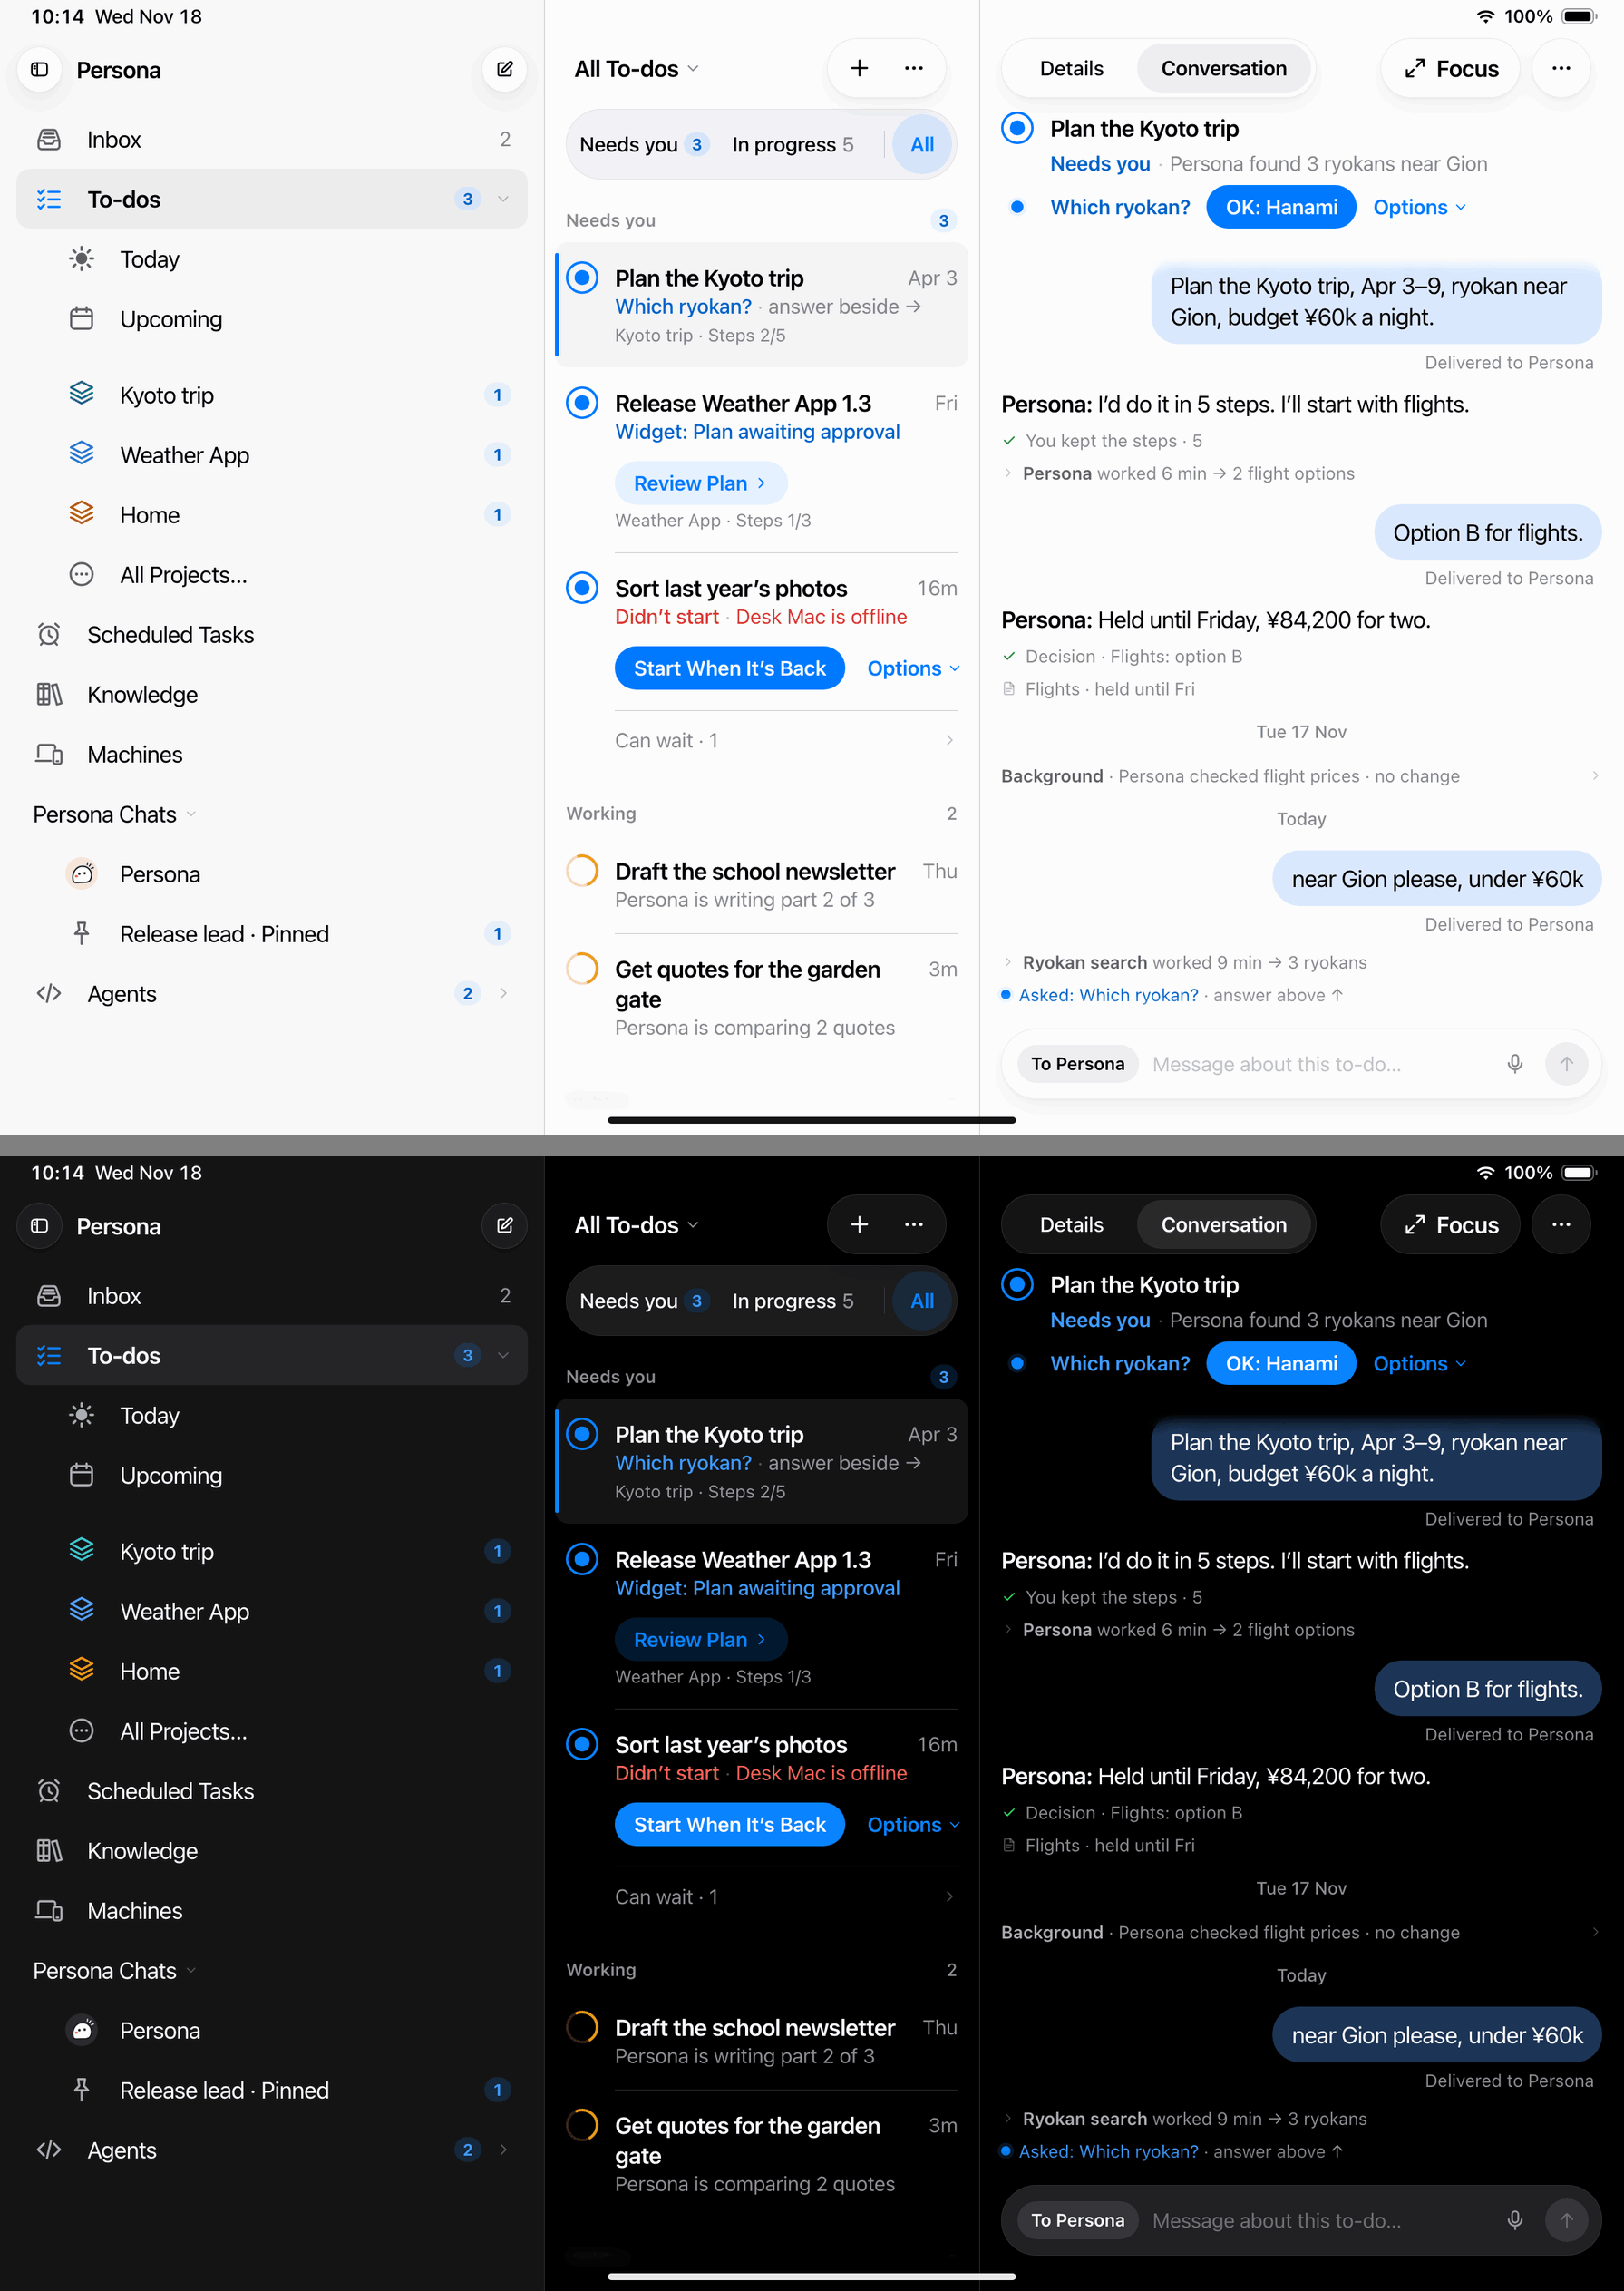 10:14 Wed Nov 18
100%
Persona
Inbox 2
To-dos 3
Today
Upcoming
Kyoto trip 1
Weather App 1
Home 1
All Projects...
Scheduled Tasks
Knowledge
Machines
Persona Chats
Persona
Release lead · Pinned 1
Agents 2
All To-dos
Needs you 3 In progress 5 All
Needs you 3
Plan the Kyoto trip Apr 3
Which ryokan? · answer beside →
Kyoto trip · Steps 2/5
Release Weather App 1.3 Fri
Widget: Plan awaiting approval
Review Plan
Weather App · Steps 1/3
Sort last year’s photos 16m
Didn’t start · Desk Mac is offline
Start When It’s Back Options
Can wait · 1
Working 2
Draft the school newsletter Thu
Persona is writing part 2 of 3
Get quotes for the garden 3m
gate
Persona is comparing 2 quotes
Details Conversation Focus
Plan the Kyoto trip
Needs you · Persona found 3 ryokans near Gion
Which ryokan? OK: Hanami Options
Plan the Kyoto trip, Apr 3–9, ryokan near
Gion, budget ¥60k a night.
Delivered to Persona
Persona: I’d do it in 5 steps. I’ll start with flights.
You kept the steps · 5
Persona worked 6 min → 2 flight options
Option B for flights.
Delivered to Persona
Persona: Held until Friday, ¥84,200 for two.
Decision · Flights: option B
Flights · held until Fri
Tue 17 Nov
Background · Persona checked flight prices · no change
Today
near Gion please, under ¥60k
Delivered to Persona
Ryokan search worked 9 min → 3 ryokans
Asked: Which ryokan? · answer above ↑
To Persona Message about this to-do...
10:14 Wed Nov 18
100%
Persona
Inbox 2
To-dos 3
Today
Upcoming
Kyoto trip 1
Weather App 1
Home 1
All Projects...
Scheduled Tasks
Knowledge
Machines
Persona Chats
Persona
Release lead · Pinned 1
Agents 2
All To-dos
Needs you 3 In progress 5 All
Needs you 3
Plan the Kyoto trip Apr 3
Which ryokan? · answer beside →
Kyoto trip · Steps 2/5
Release Weather App 1.3 Fri
Widget: Plan awaiting approval
Review Plan
Weather App · Steps 1/3
Sort last year’s photos 16m
Didn’t start · Desk Mac is offline
Start When It’s Back Options
Can wait · 1
Working 2
Draft the school newsletter Thu
Persona is writing part 2 of 3
Get quotes for the garden 3m
gate
Persona is comparing 2 quotes
Details Conversation Focus
Plan the Kyoto trip
Needs you · Persona found 3 ryokans near Gion
Which ryokan? OK: Hanami Options
Plan the Kyoto trip, Apr 3–9, ryokan near
Gion, budget ¥60k a night.
Delivered to Persona
Persona: I’d do it in 5 steps. I’ll start with flights.
You kept the steps · 5
Persona worked 6 min → 2 flight options
Option B for flights.
Delivered to Persona
Persona: Held until Friday, ¥84,200 for two.
Decision · Flights: option B
Flights · held until Fri
Tue 17 Nov
Background · Persona checked flight prices · no change
Today
near Gion please, under ¥60k
Delivered to Persona
Ryokan search worked 9 min → 3 ryokans
Asked: Which ryokan? · answer above ↑
To Persona Message about this to-do...